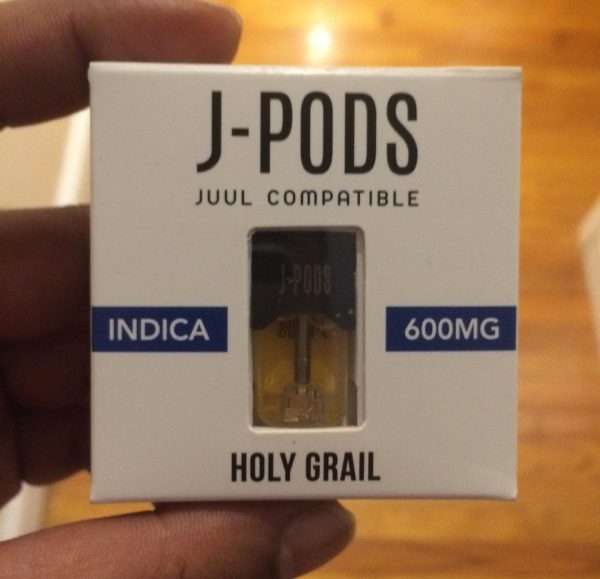 J-PODS
JUUL COMPATIBLE
J-PODS
INDICA
600MG
HOLY GRAIL